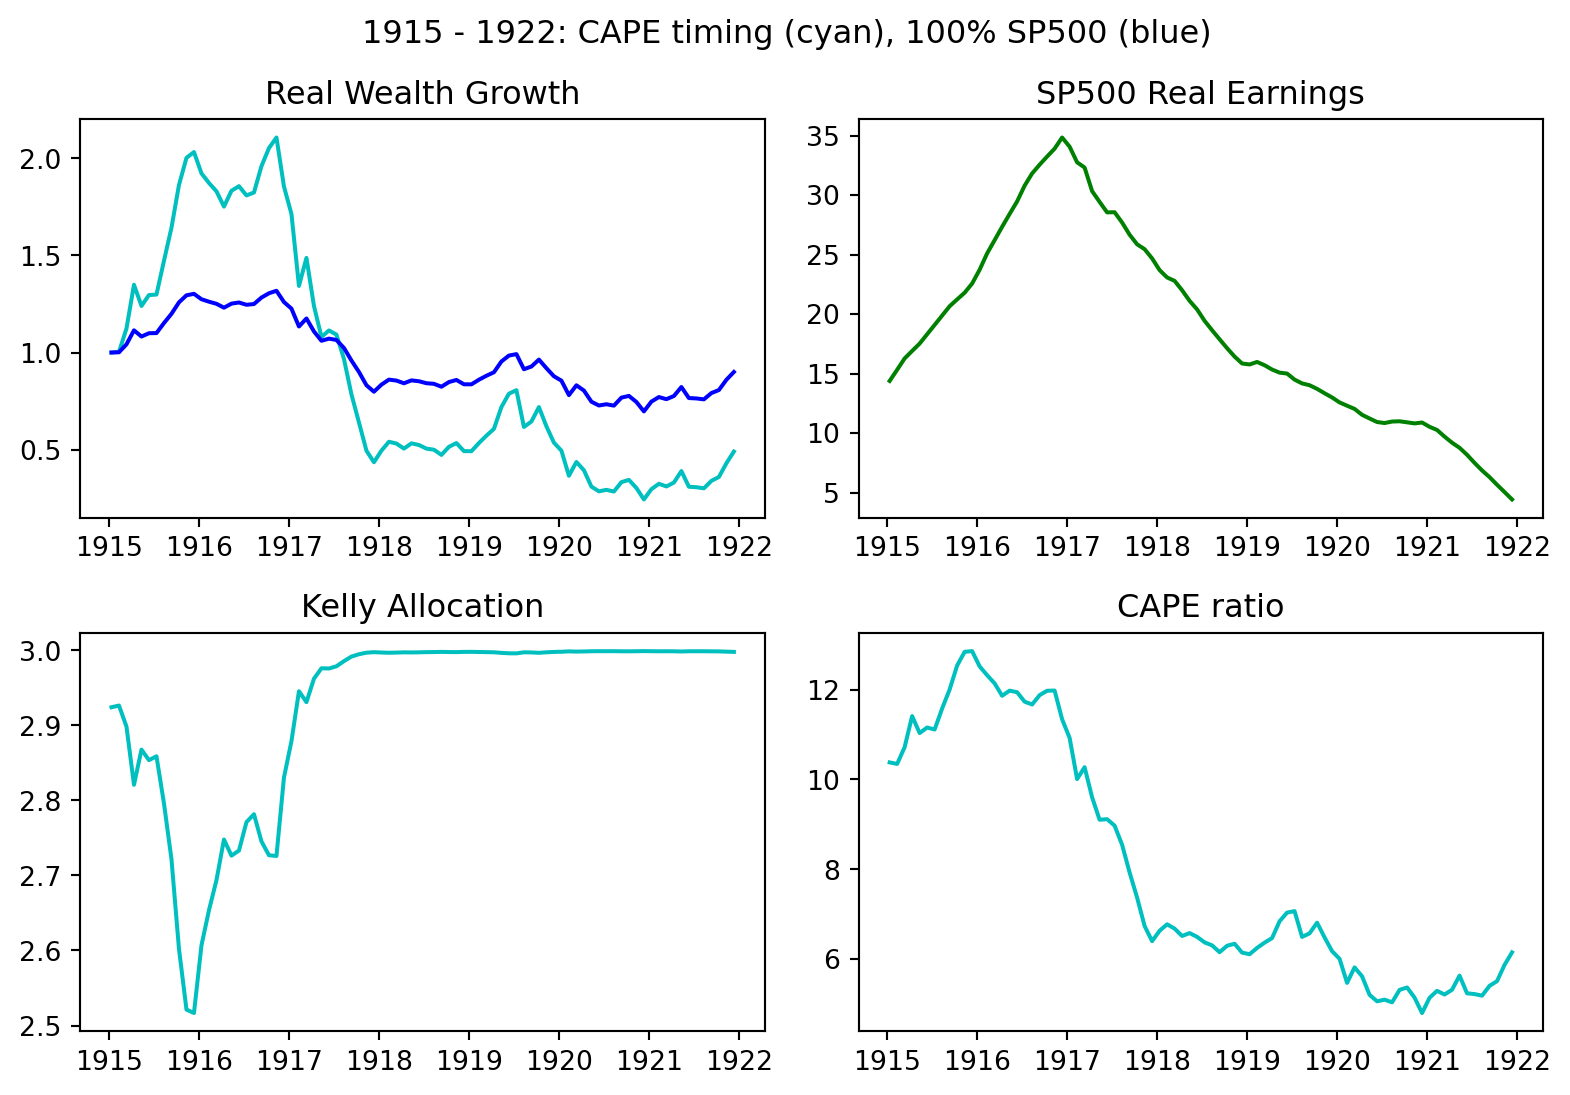 1915 - 1922: CAPE timing (cyan), 100% SP500 (blue)
Real Wealth Growth
2.0
1.5
1.0
0.5
1915 1916 1917 1918 1919 1920 1921 1922
SP500 Real Earnings
35
30
25
20
15
10
5
1915 1916 1917 1918 1919 1920 1921 1922
Kelly Allocation
3.0
2.9
2.8
2.7
2.6
2.5
1915 1916 1917 1918 1919 1920 1921 1922
CAPE ratio
12
10
8
6
1915 1916 1917 1918 1919 1920 1921 1922